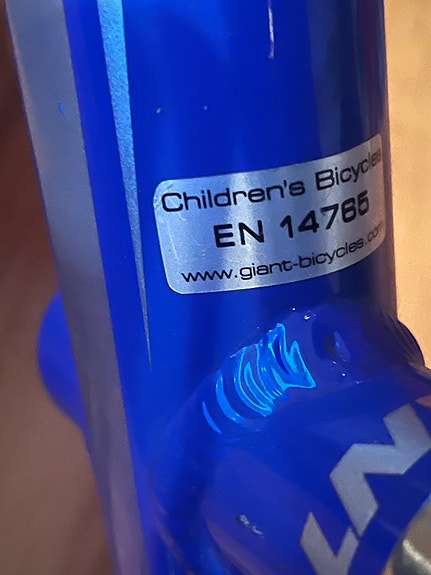 Children's Bicycles
EN 14765
www.giant-bicycles.com